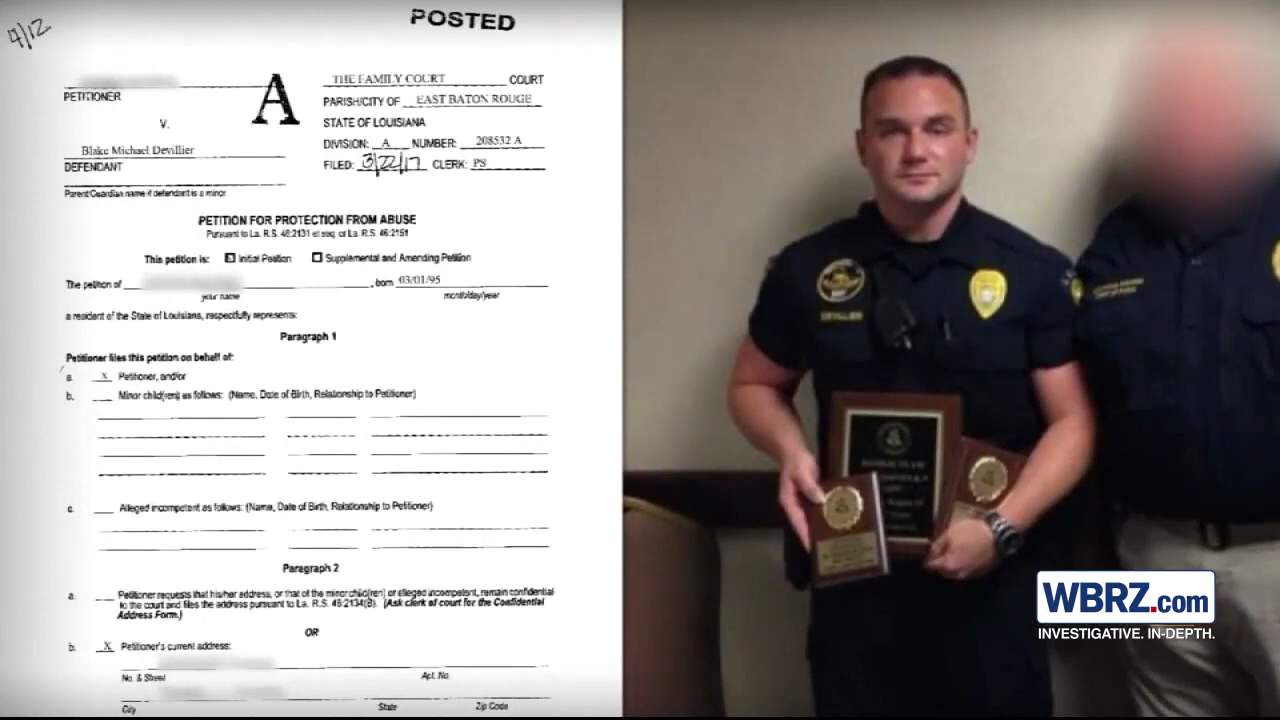 4/12
POSTED
PETITIONER
V.
Blake Michael Devillier
DEFENDANT
Parent/Guardian name if defendant is a minor
A
THE FAMILY COURT COURT
PARISH/CITY OF EAST BATON ROUGE
STATE OF LOUISIANA
DIVISION: A NUMBER: 208532 A
FILED: 3/22/17 CLERK: PS
PETITION FOR PROTECTION FROM ABUSE
Pursuant to La. R.S. 46:2131 et seq. or La. R.S. 46:2151
This petition is: Initial Petition Supplemental and Amending Petition
The petition of , born 03/01/95
your name month/day/year
a resident of the State of Louisiana, respectfully represents:
Paragraph 1
Petitioner files this petition on behalf of:
a. X Petitioner, and/or
b. Minor child(ren) as follows: (Name, Date of Birth, Relationship to Petitioner)
c. Alleged incompetent as follows: (Name, Date of Birth, Relationship to Petitioner)
Paragraph 2
a. Petitioner requests that his/her address, or that of the minor child(ren) or alleged incompetent, remain confidential
to the court and files the address pursuant to La. R.S. 46:2134(B). (Ask clerk of court for the Confidential
Address Form.)
OR
b. X Petitioner's current address:
No. & Street Apt. No.
City State Zip Code
DEVILLIER
WBRZ.com
INVESTIGATIVE. IN-DEPTH.